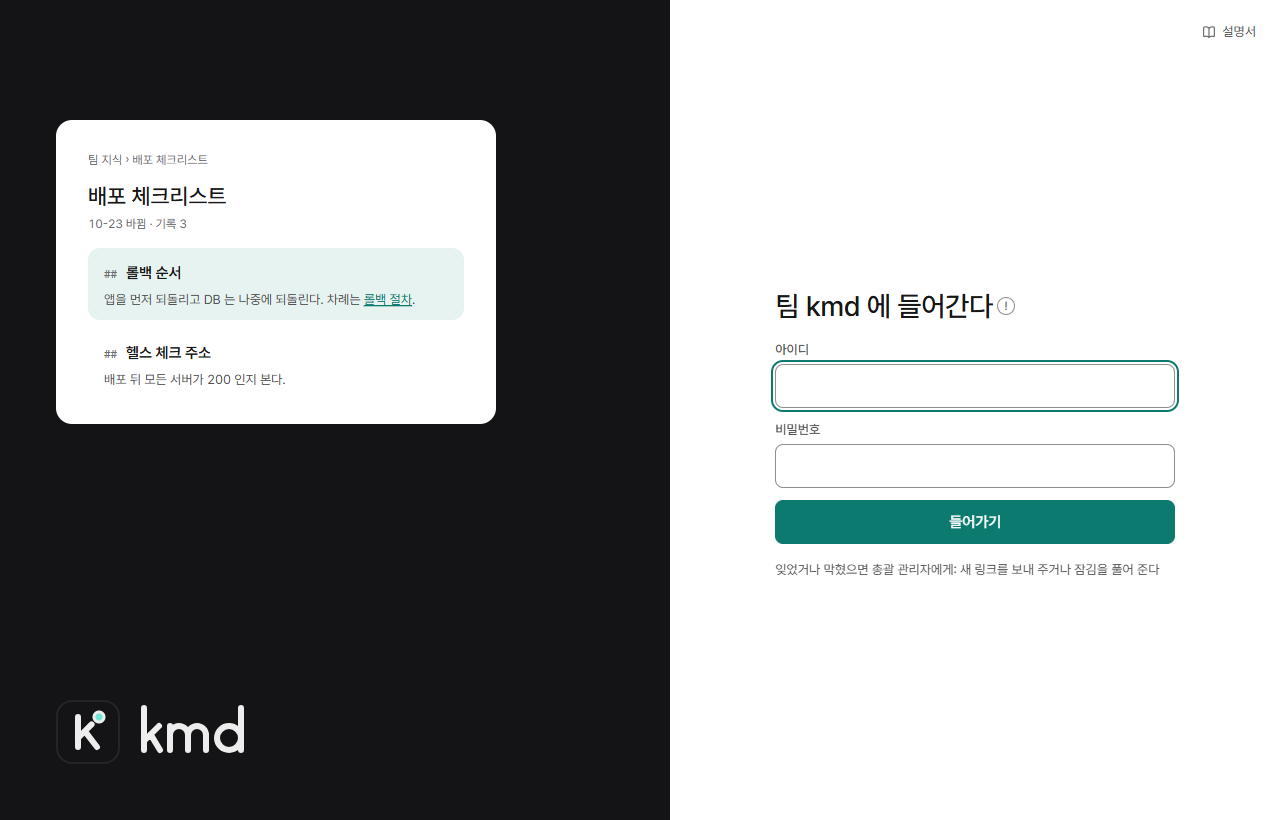 설명서
팀 지식 › 배포 체크리스트
배포 체크리스트
10-23 바뀜 · 기록 3
## 롤백 순서
앱을 먼저 되돌리고 DB 는 나중에 되돌린다. 차례는 롤백 절차.
## 헬스 체크 주소
배포 뒤 모든 서버가 200 인지 본다.
K kmd
팀 kmd 에 들어간다 !
아이디
비밀번호
들어가기
잊었거나 막혔으면 총괄 관리자에게: 새 링크를 보내 주거나 잠김을 풀어 준다